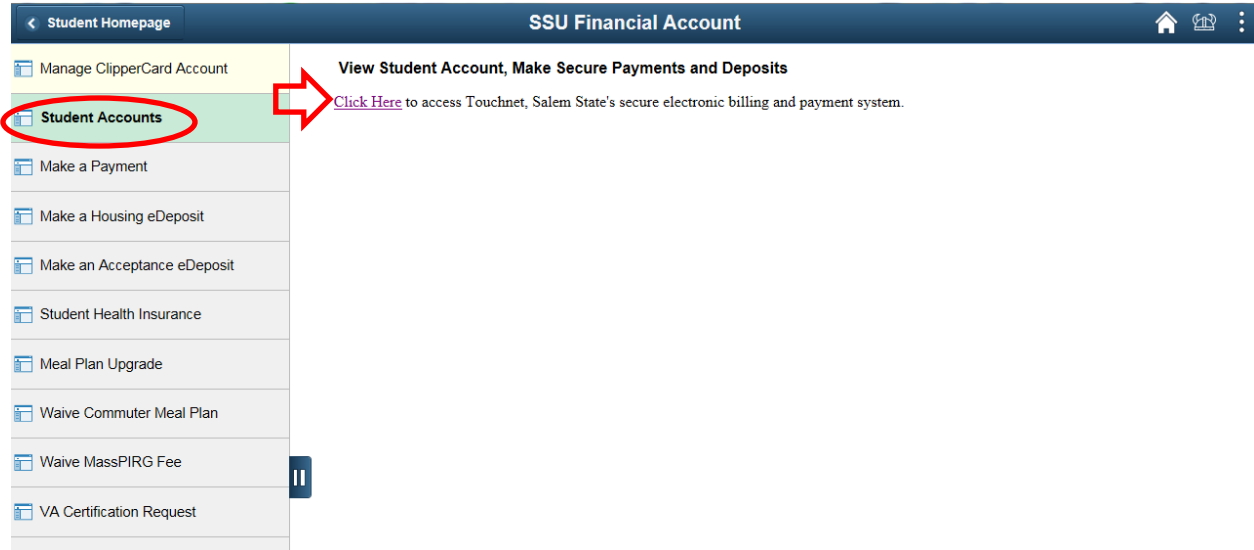 Student Homepage
SSU Financial Account
Manage ClipperCard Account
Student Accounts
Make a Payment
Make a Housing eDeposit
Make an Acceptance eDeposit
Student Health Insurance
Meal Plan Upgrade
Waive Commuter Meal Plan
Waive MassPIRG Fee
VA Certification Request
View Student Account, Make Secure Payments and Deposits
Click Here to access Touchnet, Salem State's secure electronic billing and payment system.